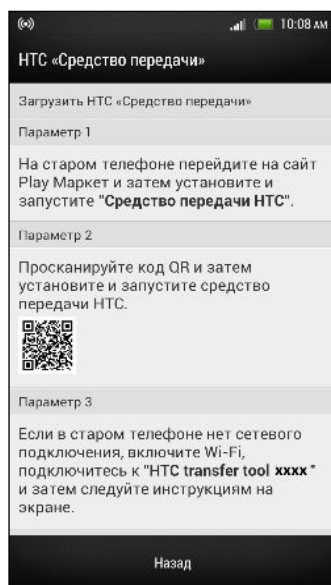 10:08 AM
HTC «Средство передачи»
Загрузить HTC «Средство передачи»
Параметр 1
На старом телефоне перейдите на сайт
Play Маркет и затем установите и
запустите "Средство передачи HTC".
Параметр 2
Просканируйте код QR и затем
установите и запустите средство
передачи HTC.
Параметр 3
Если в старом телефоне нет сетевого
подключения, включите Wi-Fi,
подключитесь к "HTC transfer tool xxxx"
и затем следуйте инструкциям на
экране.
Назад